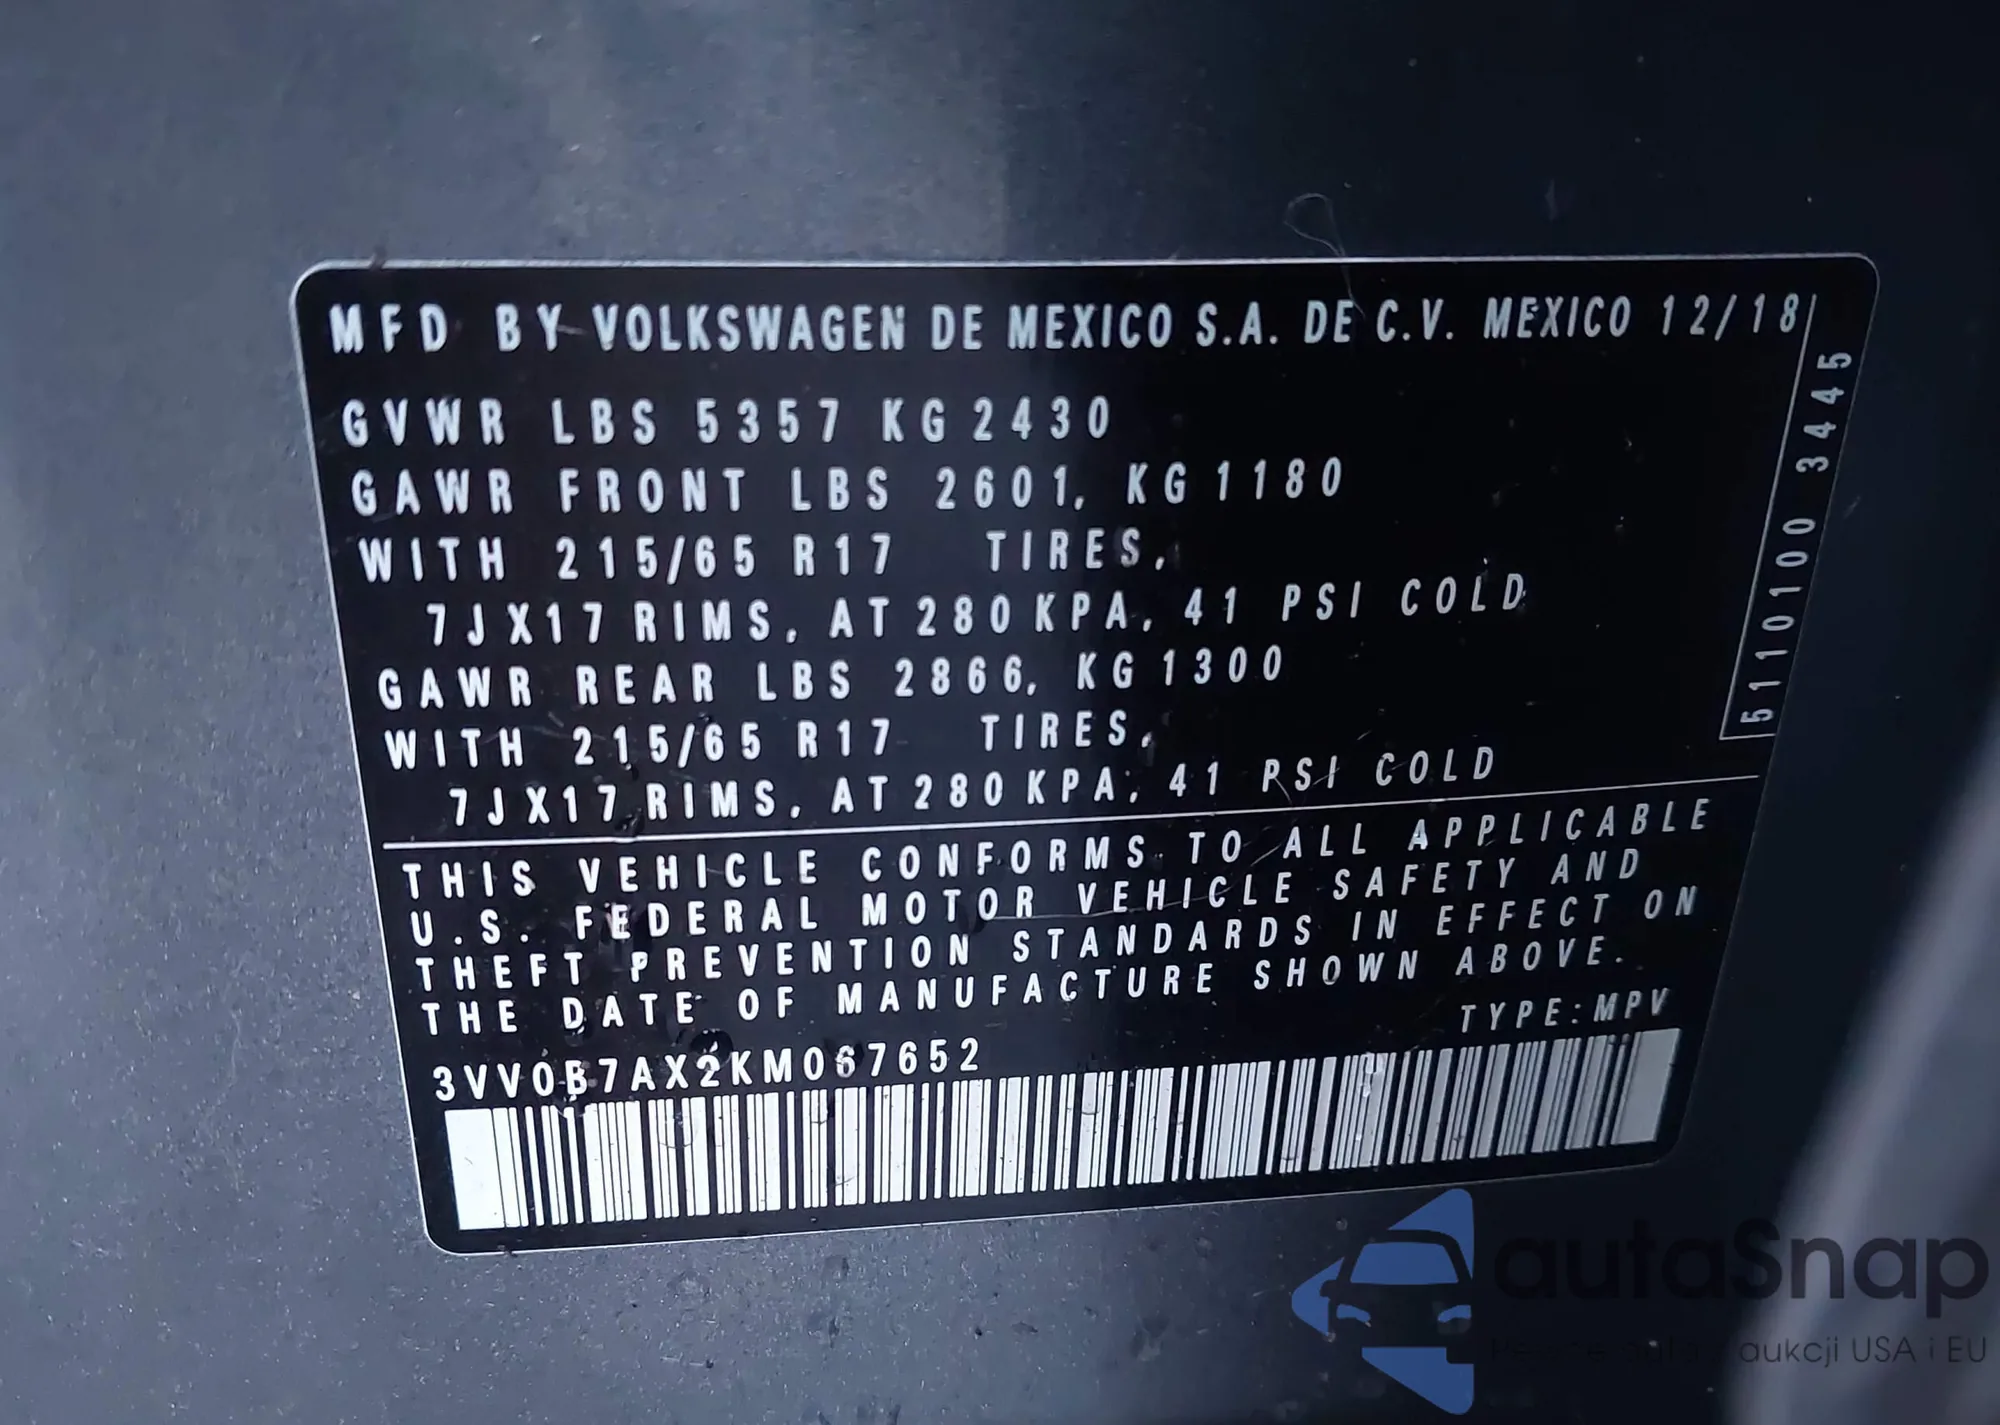 MFD BY VOLKSWAGEN DE MEXICO S.A. DE C.V. MEXICO 12/18
GVWR LBS 5357 KG 2430
GAWR FRONT LBS 2601, KG 1180
WITH 215/65 R17 TIRES,
7JX17 RIMS, AT 280 KPA, 41 PSI COLD
GAWR REAR LBS 2866, KG 1300
WITH 215/65 R17 TIRES,
7JX17 RIMS, AT 280 KPA, 41 PSI COLD
5110100 3445
THIS VEHICLE CONFORMS TO ALL APPLICABLE
U.S. FEDERAL MOTOR VEHICLE SAFETY AND
THEFT PREVENTION STANDARDS IN EFFECT ON
THE DATE OF MANUFACTURE SHOWN ABOVE.
TYPE:MPV
3VV0B7AX2KM067652
autaSnap
aukcji USA i EU